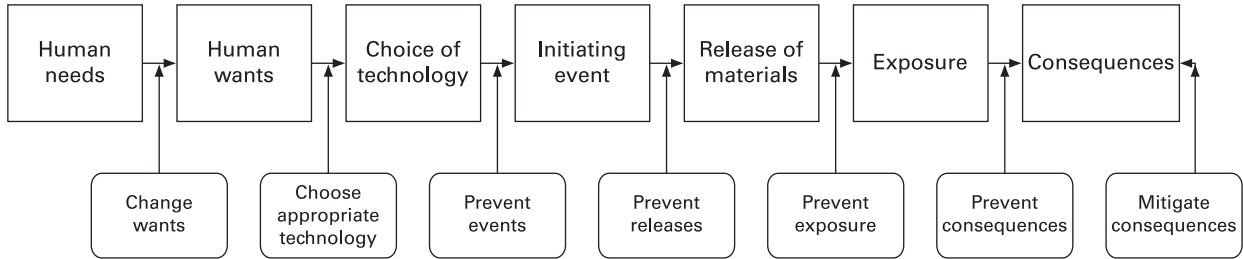 Human
needs
Human
wants
Choice of
technology
Initiating
event
Release of
materials
Exposure
Consequences
Change
wants
Choose
appropriate
technology
Prevent
events
Prevent
releases
Prevent
exposure
Prevent
consequences
Mitigate
consequences